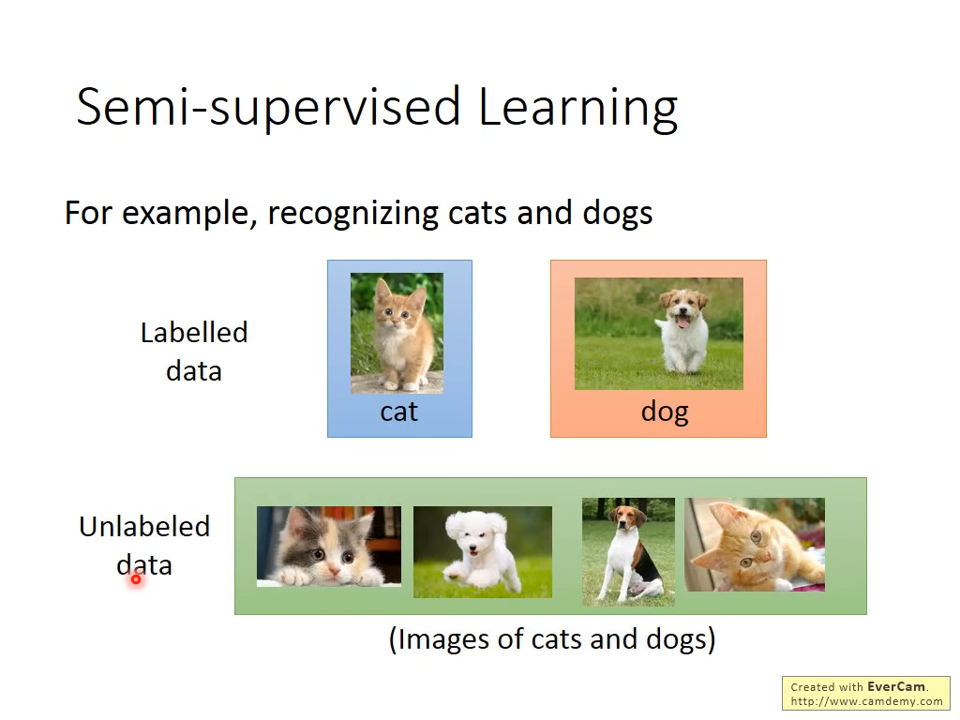 Semi-supervised Learning
For example, recognizing cats and dogs
Labelled
data
cat
dog
Unlabeled
data
(Images of cats and dogs)
Created with EverCam.
http://www.camdemy.com